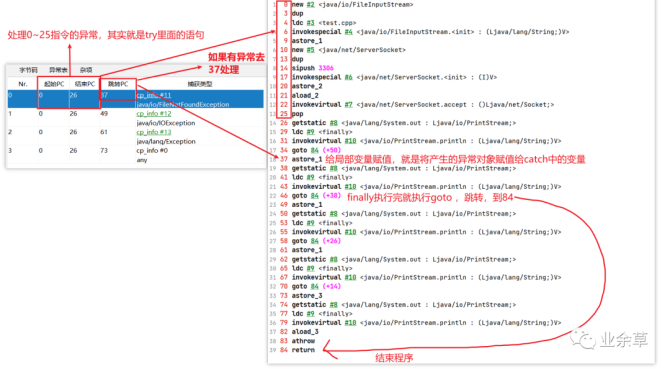 处理0~25指令的异常，其实就是try里面的语句
如果有异常去
37处理
字节码 异常表 杂项
Nr. 起始PC 结束PC 跳转PC 捕获类型
0 0 26 37 cp_info #11
java/io/FileNotFoundException
1 0 26 49 cp_info #12
java/io/IOException
2 0 26 61 cp_info #13
java/lang/Exception
3 0 26 73 cp_info #0
any
1 0 new #2 <java/io/FileInputStream>
2 3 dup
3 4 ldc #3 <test.cpp>
4 6 invokespecial #4 <java/io/FileInputStream.<init> : (Ljava/lang/String;)V>
5 9 astore_1
6 10 new #5 <java/net/ServerSocket>
7 13 dup
8 14 sipush 3306
9 17 invokespecial #6 <java/net/ServerSocket.<init> : (I)V>
10 20 astore_2
11 21 aload_2
12 22 invokevirtual #7 <java/net/ServerSocket.accept : ()Ljava/net/Socket;>
13 25 pop
14 26 getstatic #8 <java/lang/System.out : Ljava/io/PrintStream;>
15 29 ldc #9 <finally>
16 31 invokevirtual #10 <java/io/PrintStream.println : (Ljava/lang/String;)V>
17 34 goto 84 (+50)
18 37 astore_1 给局部变量赋值，就是将产生的异常对象赋值给catch中的变量
19 38 getstatic #8 <java/lang/System.out : Ljava/io/PrintStream;>
20 41 ldc #9 <finally>
21 43 invokevirtual #10 <java/io/PrintStream.println : (Ljava/lang/String;)V>
22 46 goto 84 (+38) finally执行完就执行goto ，跳转，到84
23 49 astore_1
24 50 getstatic #8 <java/lang/System.out : Ljava/io/PrintStream;>
25 53 ldc #9 <finally>
26 55 invokevirtual #10 <java/io/PrintStream.println : (Ljava/lang/String;)V>
27 58 goto 84 (+26)
28 61 astore_1
29 62 getstatic #8 <java/lang/System.out : Ljava/io/PrintStream;>
30 65 ldc #9 <finally>
31 67 invokevirtual #10 <java/io/PrintStream.println : (Ljava/lang/String;)V>
32 70 goto 84 (+14)
33 73 astore_3
34 74 getstatic #8 <java/lang/System.out : Ljava/io/PrintStream;>
35 77 ldc #9 <finally>
36 79 invokevirtual #10 <java/io/PrintStream.println : (Ljava/lang/String;)V>
37 82 aload_3
38 83 athrow
39 84 return
结束程序
业余草